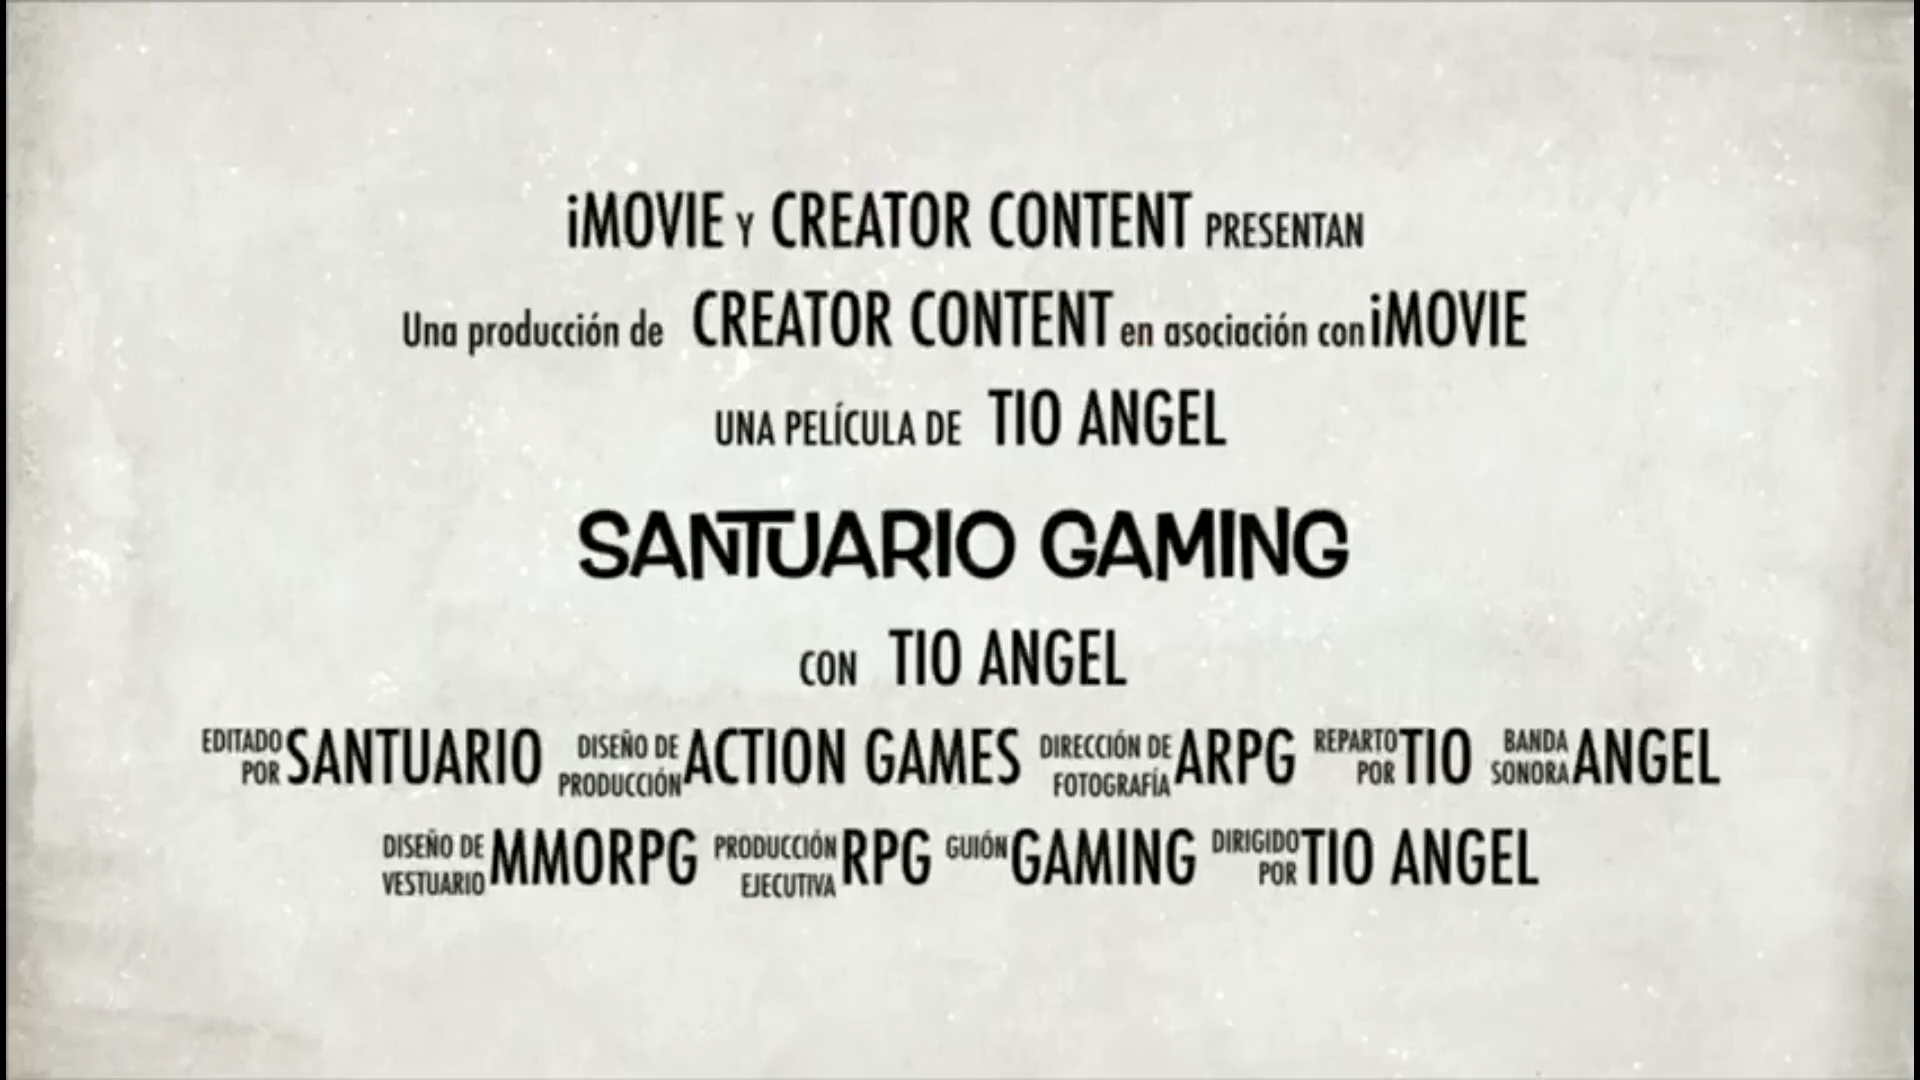 iMOVIE Y CREATOR CONTENT PRESENTAN
Una producción de CREATOR CONTENT en asociación con iMOVIE
UNA PELÍCULA DE TIO ANGEL
SANTUARIO GAMING
CON TIO ANGEL
EDITADO POR SANTUARIO DISEÑO DE PRODUCCIÓN ACTION GAMES DIRECCIÓN DE FOTOGRAFÍA ARPG REPARTO POR TIO BANDA SONORA ANGEL
DISEÑO DE VESTUARIO MMORPG PRODUCCIÓN EJECUTIVA RPG GUIÓN GAMING DIRIGIDO POR TIO ANGEL